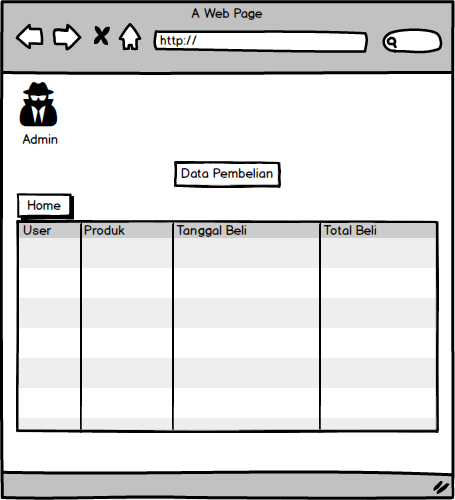 A Web Page
http://
Admin
Data Pembelian
Home
User Produk Tanggal Beli Total Beli